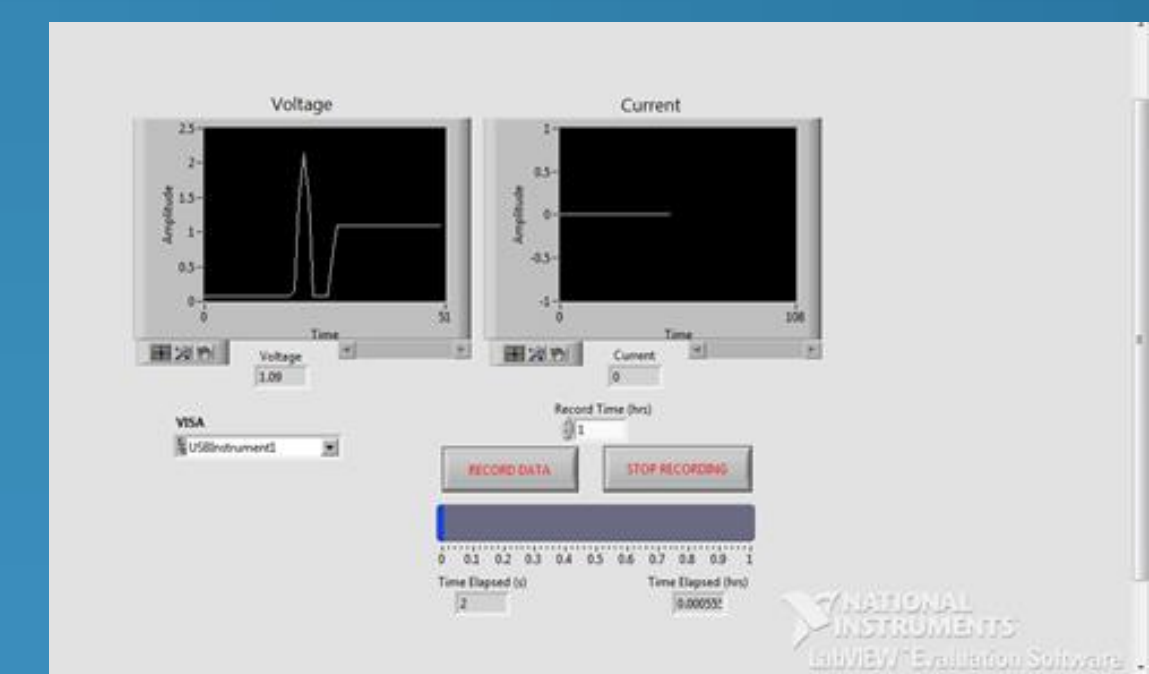 Voltage
2.5
2
1.5
1
0.5
0
Amplitude
0
51
Time
Current
1
0.5
0
-0.5
-1
Amplitude
0
108
Time
Voltage
1.09
Current
0
VISA
USBInstrument1
Record Time (hrs)
1
RECORD DATA
STOP RECORDING
0 0.1 0.2 0.3 0.4 0.5 0.6 0.7 0.8 0.9 1
Time Elapsed (s)
2
Time Elapsed (hrs)
0.000555
NATIONAL
INSTRUMENTS
LabVIEW™ Evaluation Software